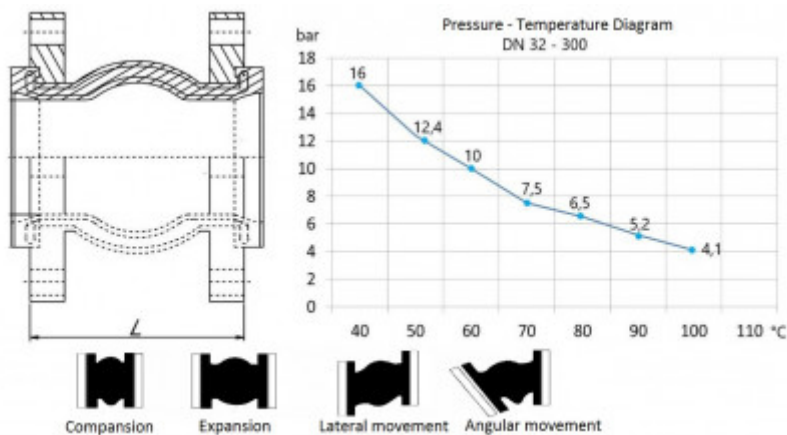 Pressure - Temperature Diagram
DN 32 - 300
bar
18
16
14
12
10
8
6
4
2
0
16
12,4
10
7,5
6,5
5,2
4,1
40 50 60 70 80 90 100 110 °C
L
Compansion Expansion Lateral movement Angular movement